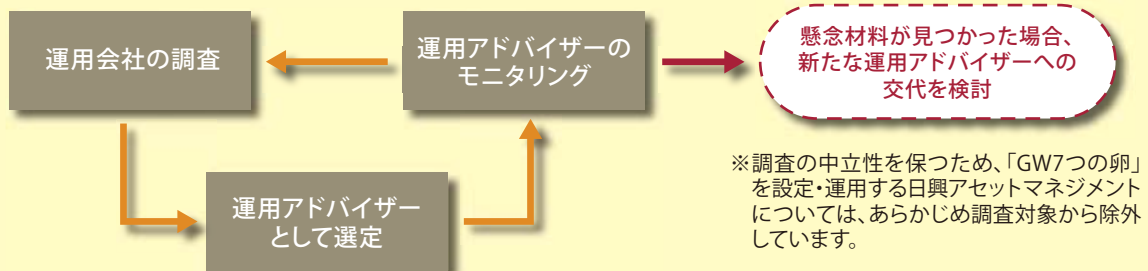 運用会社の調査
運用アドバイザーの
モニタリング
懸念材料が見つかった場合、
新たな運用アドバイザーへの
交代を検討
運用アドバイザー
として選定
※調査の中立性を保つため、「GW7つの卵」
を設定・運用する日興アセットマネジメント
については、あらかじめ調査対象から除外
しています。